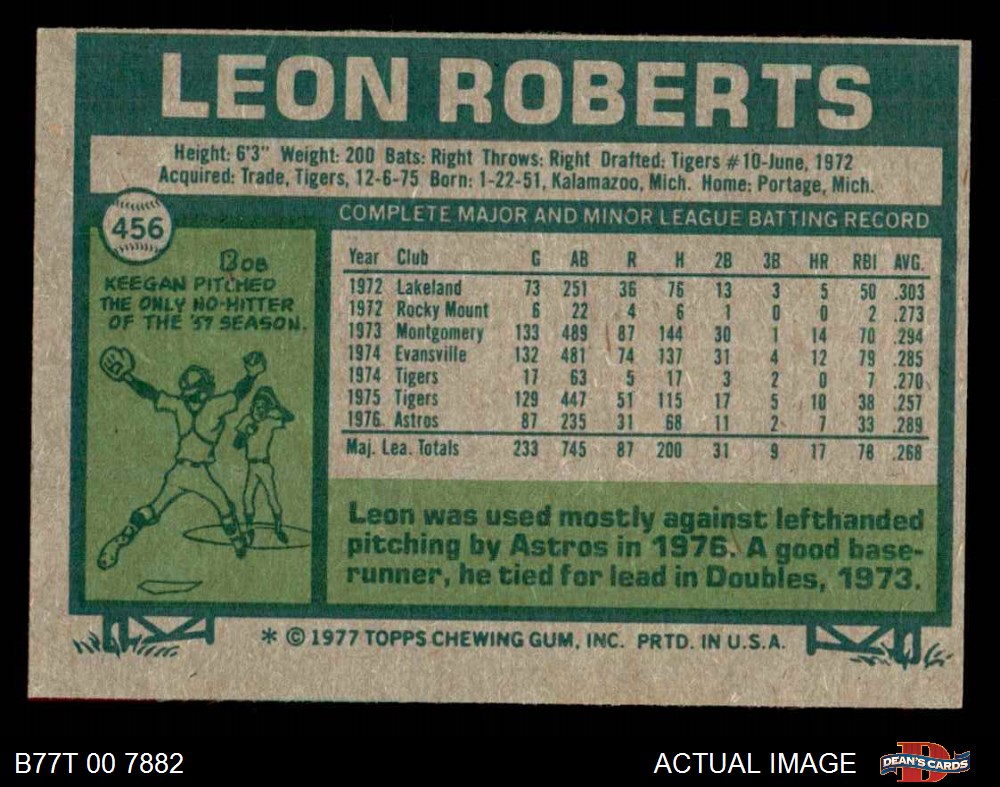 LEON ROBERTS
Height: 6'3" Weight: 200 Bats: Right Throws: Right Drafted: Tigers #10-June, 1972
Acquired: Trade, Tigers, 12-6-75 Born: 1-22-51, Kalamazoo, Mich. Home: Portage, Mich.
456
BOB
KEEGAN PITCHED
THE ONLY NO-HITTER
OF THE '57 SEASON.
COMPLETE MAJOR AND MINOR LEAGUE BATTING RECORD
Year Club G AB R H 2B 3B HR RBI AVG.
1972 Lakeland 73 251 36 76 13 3 5 50 .303
1972 Rocky Mount 6 22 4 6 1 0 0 2 .273
1973 Montgomery 133 489 87 144 30 1 14 70 .294
1974 Evansville 132 481 74 137 31 4 12 79 .285
1974 Tigers 17 63 5 17 3 2 0 7 .270
1975 Tigers 129 447 51 115 17 5 10 38 .257
1976 Astros 87 235 31 68 11 2 7 33 .289
Maj. Lea. Totals 233 745 87 200 31 9 17 78 .268
Leon was used mostly against lefthanded
pitching by Astros in 1976. A good base-
runner, he tied for lead in Doubles, 1973.
* © 1977 TOPPS CHEWING GUM, INC. PRTD. IN U.S.A.
B77T 00 7882
ACTUAL IMAGE
DEAN'S CARDS